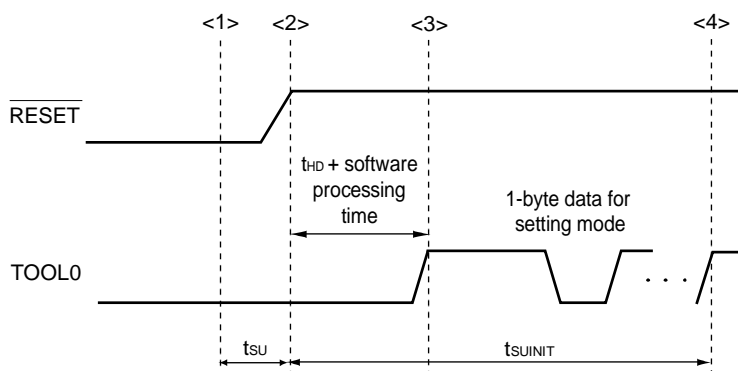 <1> <2> <3> <4>
RESET
tHD + software
processing
time
1-byte data for
setting mode
TOOL0
. . .
tSU
tSUINIT